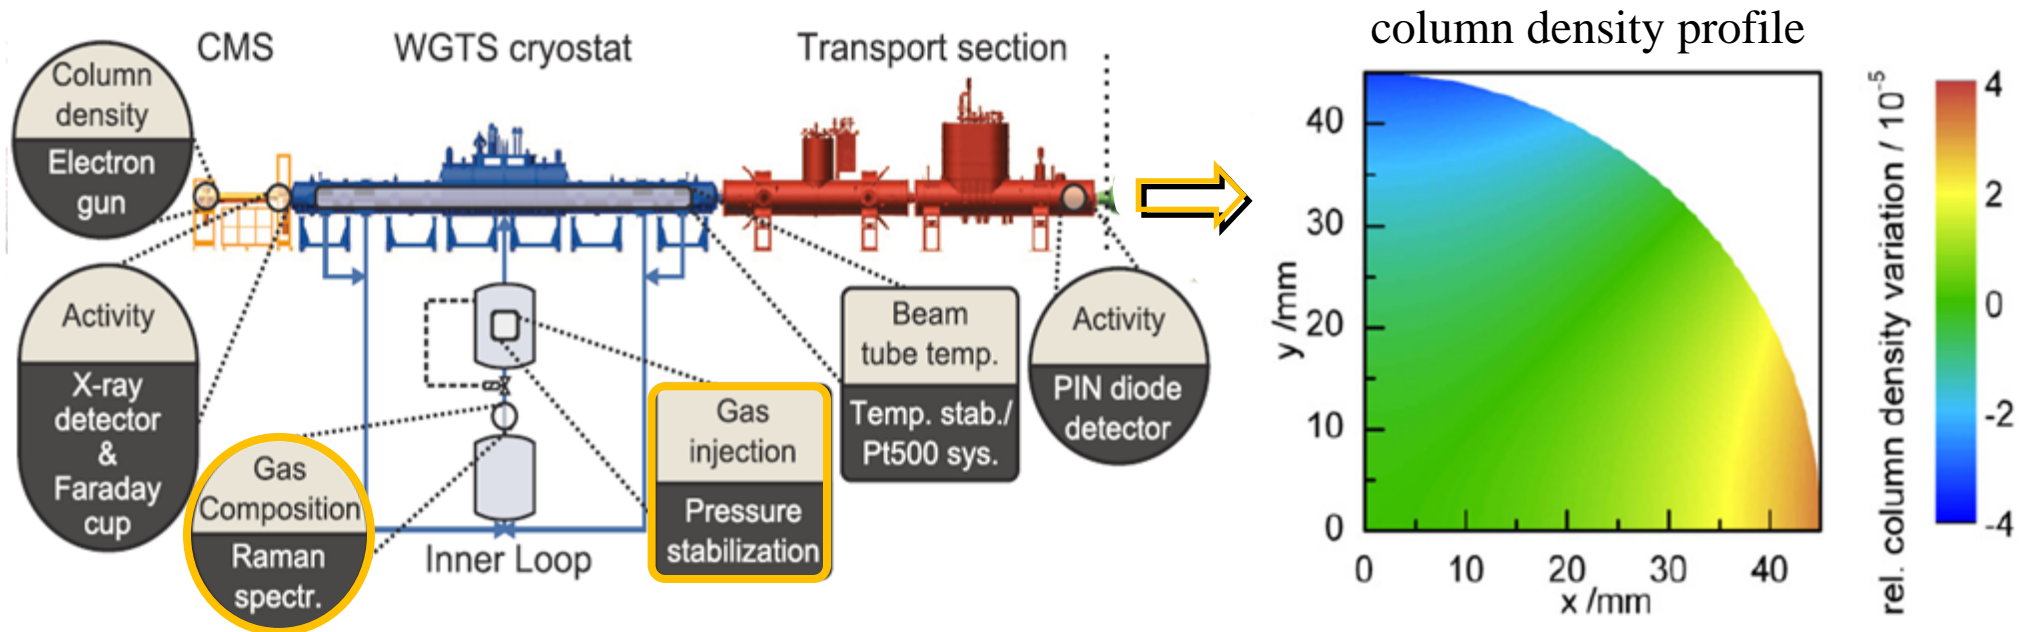 CMS
WGTS cryostat
Transport section
Column
density
Electron
gun
Activity
X-ray
detector
&
Faraday
cup
Gas
Composition
Raman
spectr.
Inner Loop
Gas
injection
Pressure
stabilization
Beam
tube temp.
Temp. stab./
Pt500 sys.
Activity
PIN diode
detector
column density profile
40
30
20
10
0
y /mm
0 10 20 30 40
x /mm
rel. column density variation / 10⁻⁵
4
2
0
-2
-4